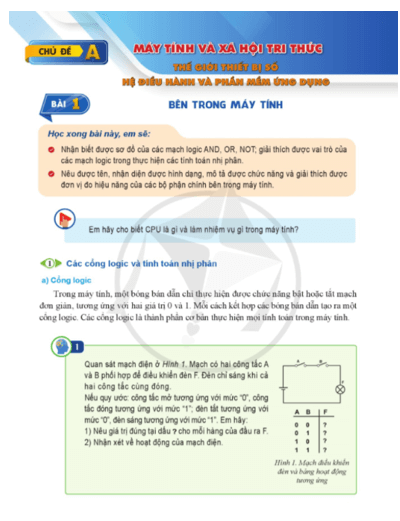 CHỦ ĐỀ A
MÁY TÍNH VÀ XÃ HỘI TRI THỨC
THẾ GIỚI THIẾT BỊ SỐ
HỆ ĐIỀU HÀNH VÀ PHẦN MỀM ỨNG DỤNG
BÀI 1
BÊN TRONG MÁY TÍNH
Học xong bài này, em sẽ:
Nhận biết được sơ đồ của các mạch logic AND, OR, NOT; giải thích được vai trò của
các mạch logic trong thực hiện các tính toán nhị phân.
Nêu được tên, nhận diện được hình dạng, mô tả được chức năng và giải thích được
đơn vị đo hiệu năng của các bộ phận chính bên trong máy tính.
Em hãy cho biết CPU là gì và làm nhiệm vụ gì trong máy tính?
1 Các cổng logic và tính toán nhị phân
a) Cổng logic
Trong máy tính, một bóng bán dẫn chỉ thực hiện được chức năng bật hoặc tắt mạch
đơn giản, tương ứng với hai giá trị 0 và 1. Mỗi cách kết hợp các bóng bán dẫn tạo ra một
cổng logic. Các cổng logic là thành phần cơ bản thực hiện mọi tính toán trong máy tính.
1
Quan sát mạch điện ở Hình 1. Mạch có hai công tắc A
và B phối hợp để điều khiển đèn F. Đèn chỉ sáng khi cả
hai công tắc cùng đóng.
Nếu quy ước: công tắc mở tương ứng với mức "0", công
tắc đóng tương ứng với mức "1"; đèn tắt tương ứng với
mức "0", đèn sáng tương ứng với mức "1". Em hãy:
1) Nêu giá trị đúng tại dấu ? cho mỗi hàng của đầu ra F.
2) Nhận xét về hoạt động của mạch điện.
A B F
0 0 ?
0 1 ?
1 0 ?
1 1 ?
Hình 1. Mạch điều khiển
đèn và bảng hoạt động
tương ứng